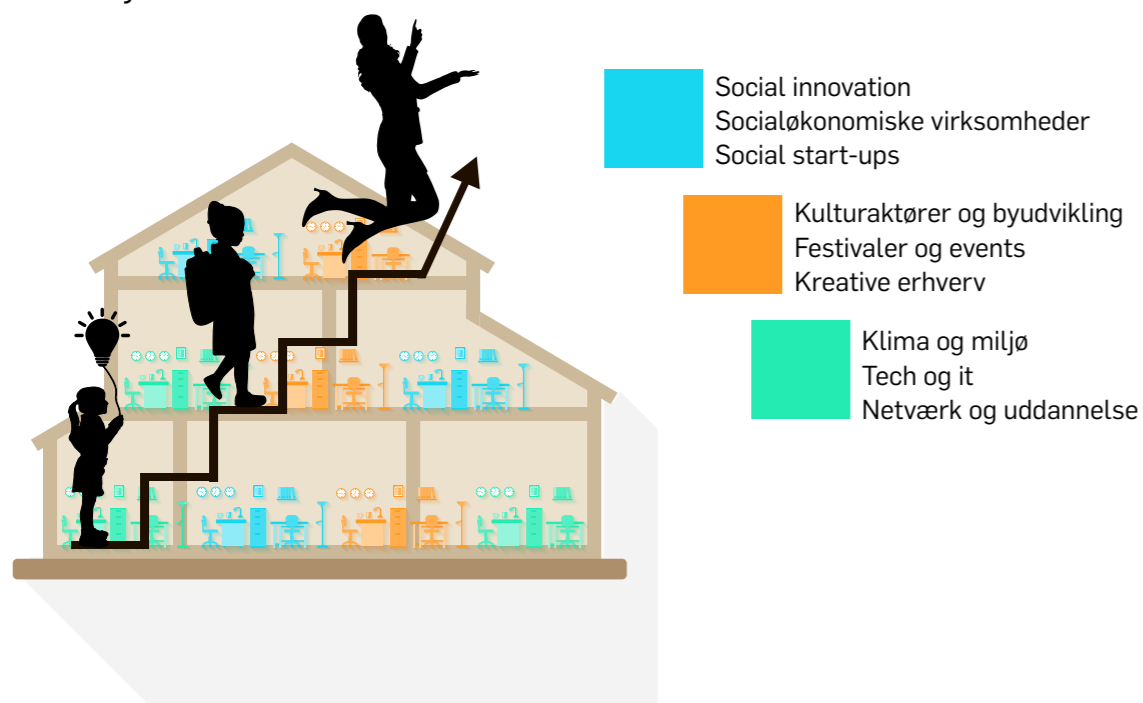 Social innovation
Socialøkonomiske virksomheder
Social start-ups
Kulturaktører og byudvikling
Festivaler og events
Kreative erhverv
Klima og miljø
Tech og it
Netværk og uddannelse